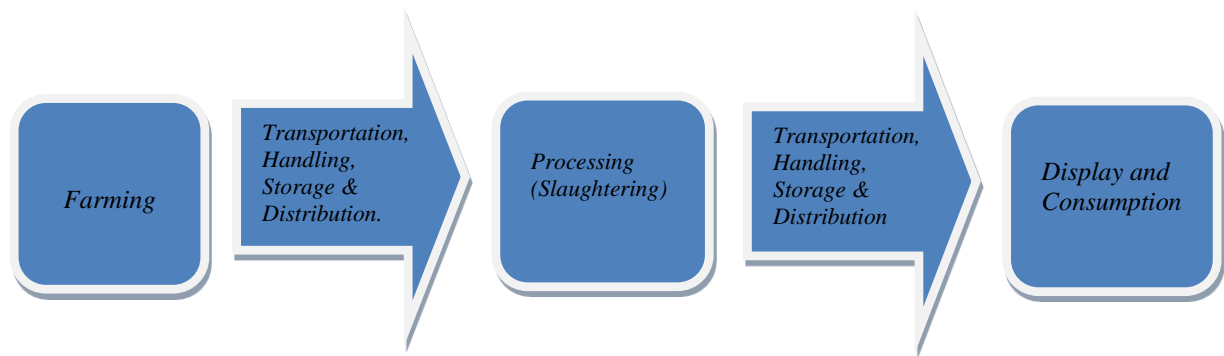 Farming
Transportation,
Handling,
Storage &
Distribution.
Processing
(Slaughtering)
Transportation,
Handling,
Storage &
Distribution
Display and
Consumption